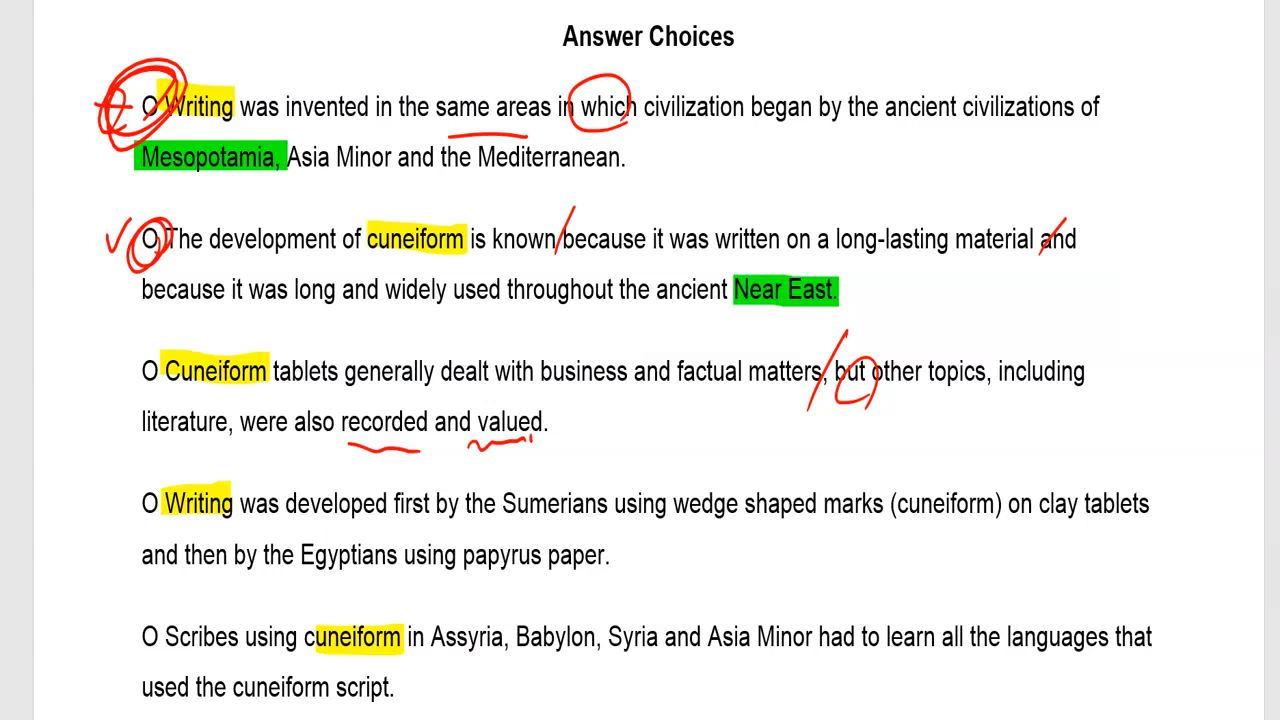 Answer Choices
O Writing was invented in the same areas in which civilization began by the ancient civilizations of
Mesopotamia, Asia Minor and the Mediterranean.
O The development of cuneiform is known because it was written on a long-lasting material and
because it was long and widely used throughout the ancient Near East.
O Cuneiform tablets generally dealt with business and factual matters, but other topics, including
literature, were also recorded and valued.
O Writing was developed first by the Sumerians using wedge shaped marks (cuneiform) on clay tablets
and then by the Egyptians using papyrus paper.
O Scribes using cuneiform in Assyria, Babylon, Syria and Asia Minor had to learn all the languages that
used the cuneiform script.